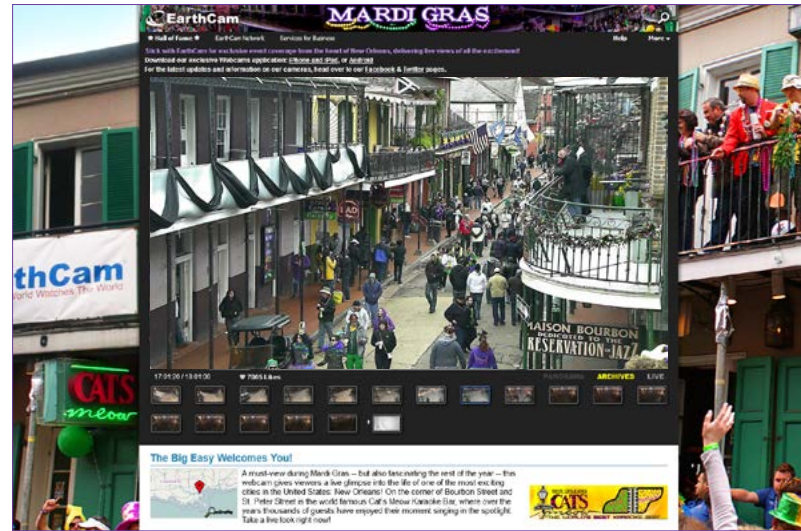 EarthCam
MARDI GRAS
Hall of Fame
EarthCam Network
Services for Business
Help
More
Stick with EarthCam for exclusive event coverage from the heart of New Orleans, delivering live views of all the excitement!
Download our exclusive Webcams application: iPhone and iPad, or Android
For the latest updates and information on our cameras, head over to our Facebook & Twitter pages.
thCam
World Watches The World
CATS
meow
MAISON BOURBON
DEDICATED TO THE
RESERVATION OF JAZZ
7065 Likes
PANORAMA
ARCHIVED
LIVE
The Big Easy Welcomes You!
A must-view during Mardi Gras -- but also fascinating the rest of the year -- this
webcam gives viewers a live glimpse into the life of one of the most exciting
cities in the United States: New Orleans! On the corner of Bourbon Street and
St. Peter Street is the world famous Cat's Meow Karaoke Bar, where over the
years thousands of guests have enjoyed their moment singing in the spotlight.
Take a live look right now!
CATS